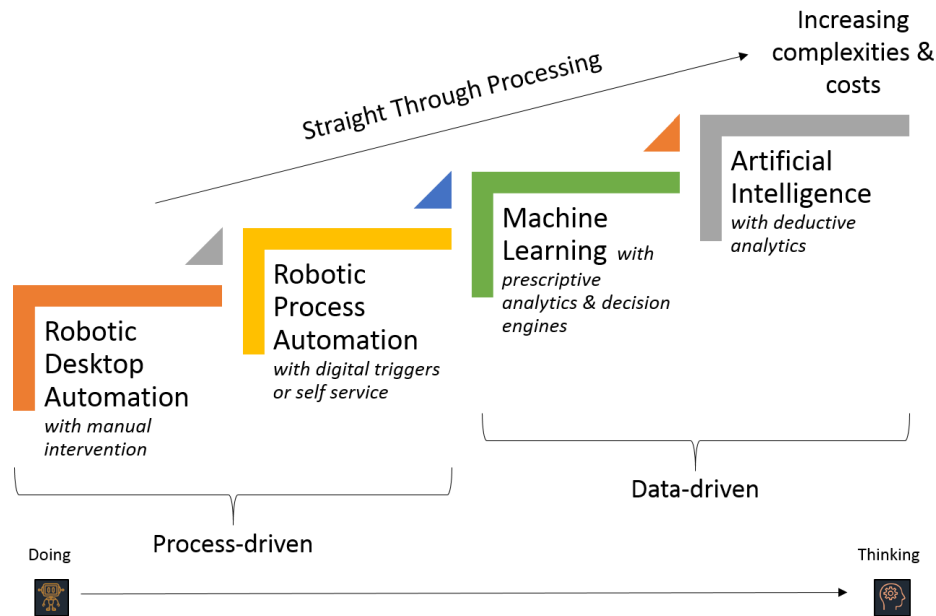 Increasing
complexities &
costs
Straight Through Processing
Artificial
Intelligence
with deductive
analytics
Machine
Learning with
prescriptive
analytics & decision
engines
Robotic
Process
Automation
with digital triggers
or self service
Robotic
Desktop
Automation
with manual
intervention
Data-driven
Process-driven
Doing
Thinking